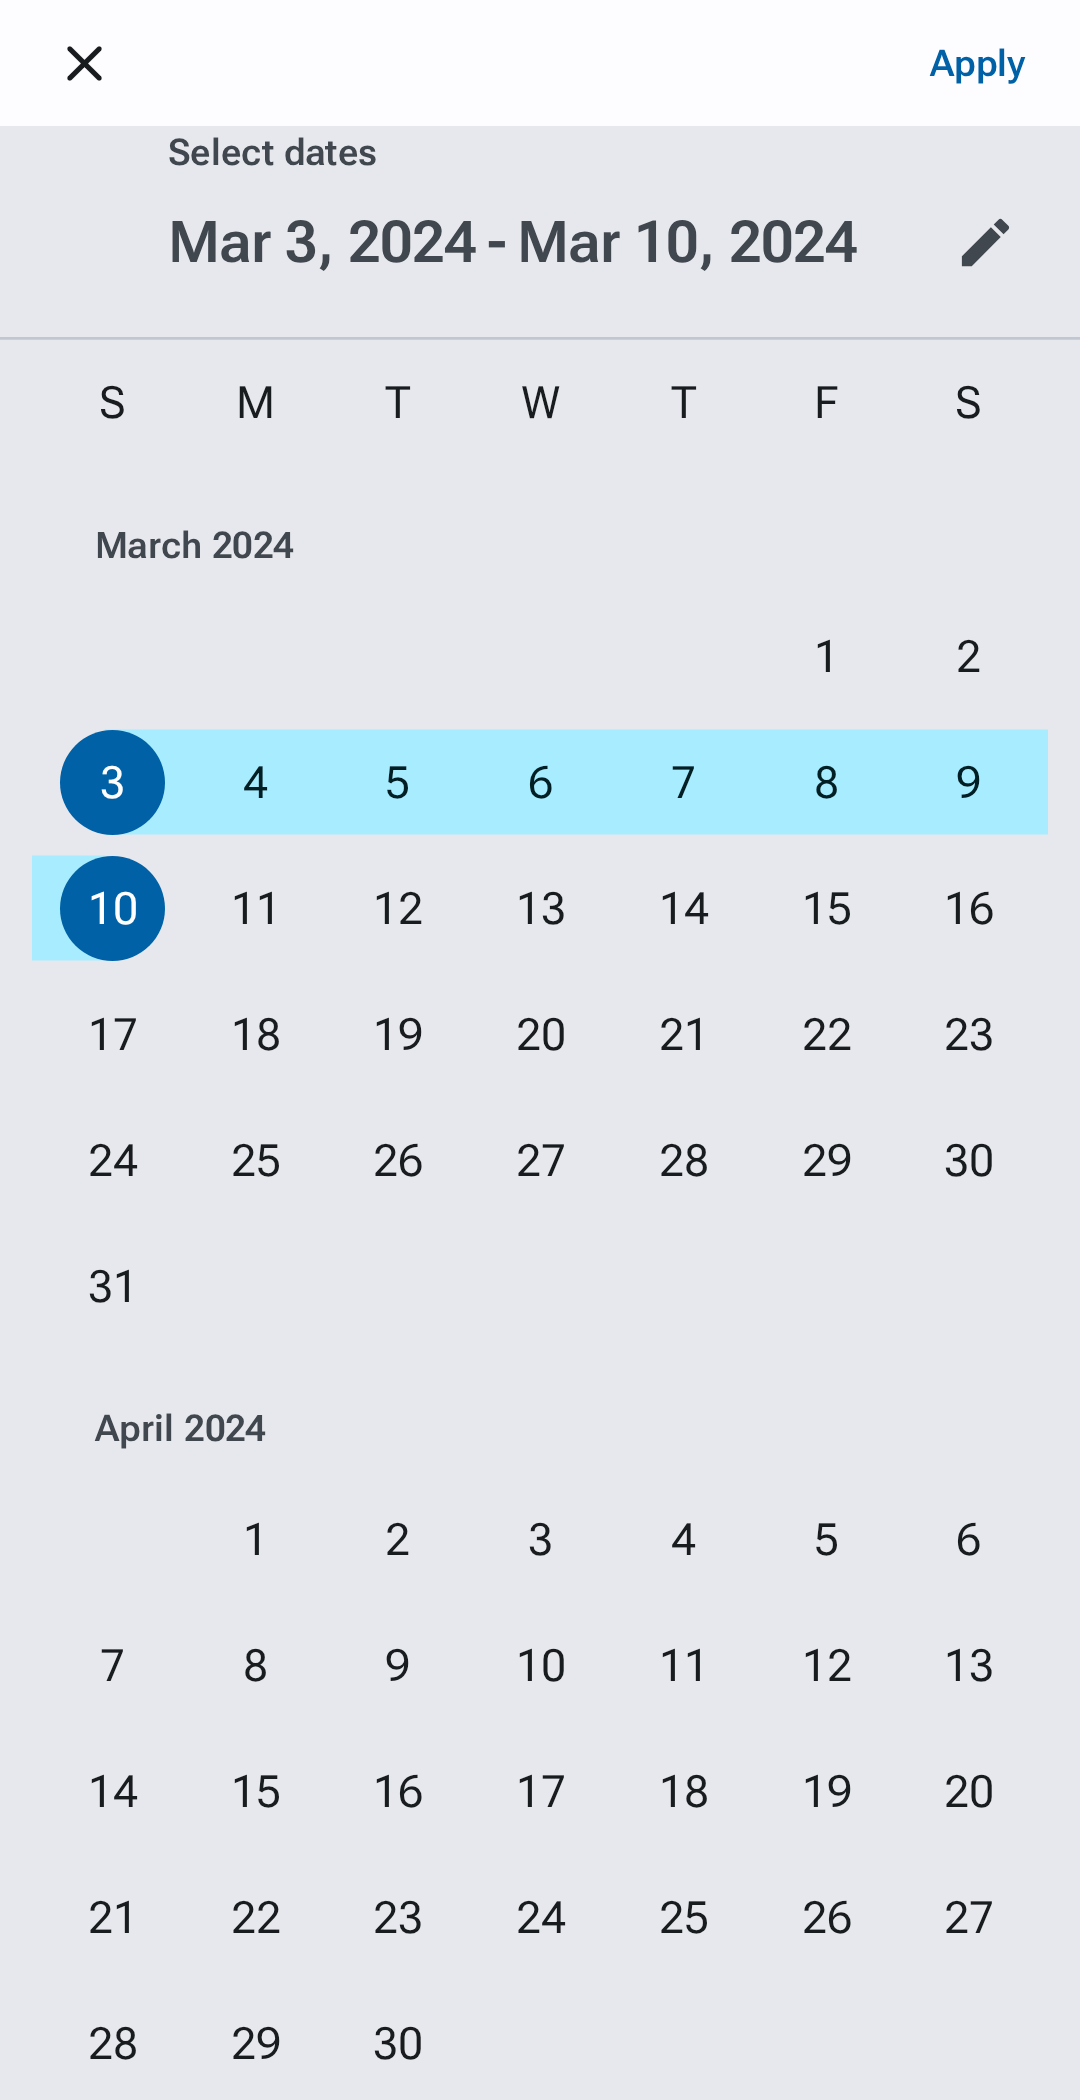 Apply
Select dates
Mar 3, 2024 - Mar 10, 2024
S M T W T F S
March 2024
1 2
3 4 5 6 7 8 9
10 11 12 13 14 15 16
17 18 19 20 21 22 23
24 25 26 27 28 29 30
31
April 2024
1 2 3 4 5 6
7 8 9 10 11 12 13
14 15 16 17 18 19 20
21 22 23 24 25 26 27
28 29 30